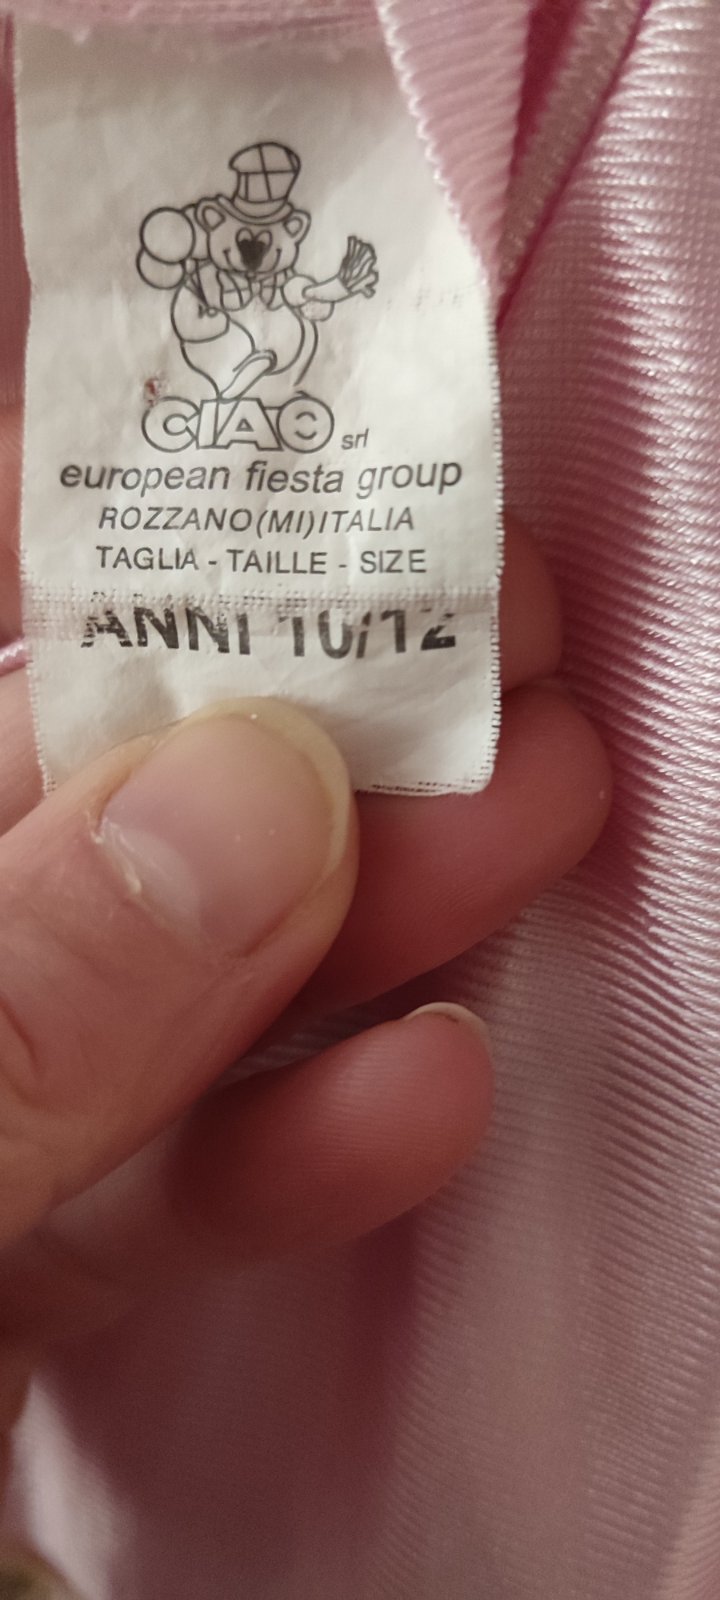 CIAO srl
european fiesta group
ROZZANO(MI)ITALIA
TAGLIA - TAILLE - SIZE
ANNI 10/12